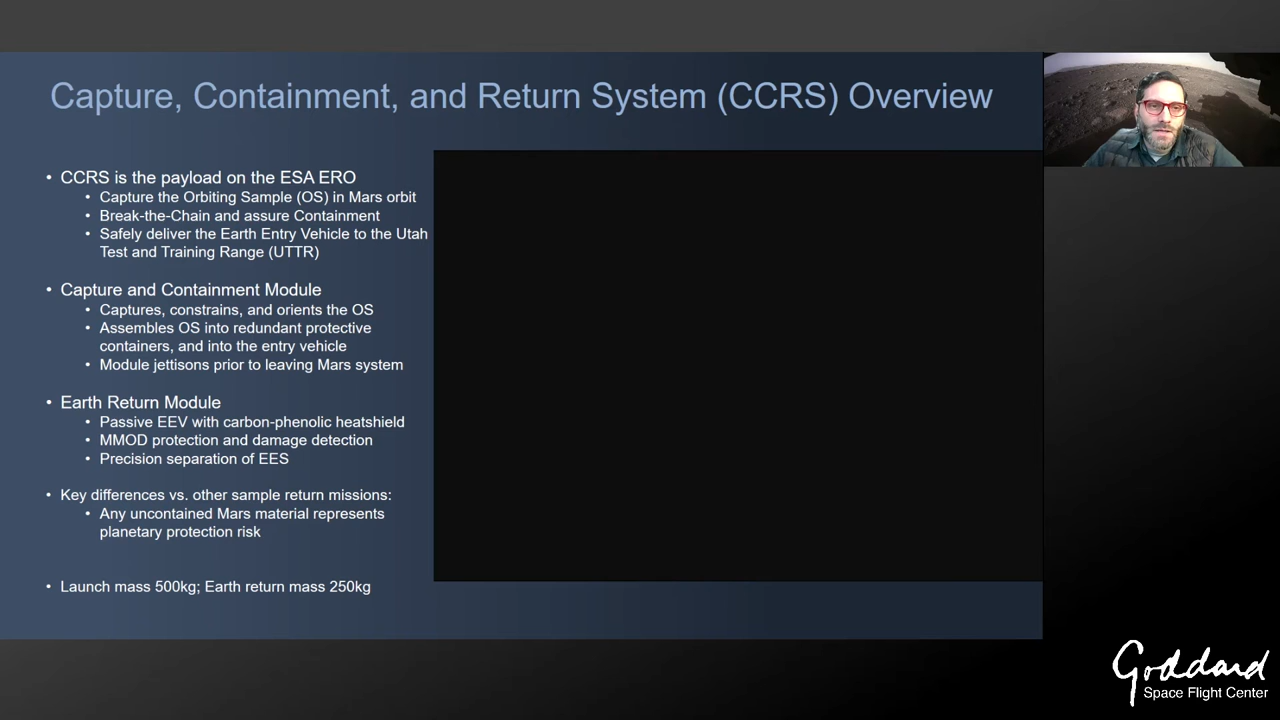 Capture, Containment, and Return System (CCRS) Overview
• CCRS is the payload on the ESA ERO
• Capture the Orbiting Sample (OS) in Mars orbit
• Break-the-Chain and assure Containment
• Safely deliver the Earth Entry Vehicle to the Utah
Test and Training Range (UTTR)
• Capture and Containment Module
• Captures, constrains, and orients the OS
• Assembles OS into redundant protective
containers, and into the entry vehicle
• Module jettisons prior to leaving Mars system
• Earth Return Module
• Passive EEV with carbon-phenolic heatshield
• MMOD protection and damage detection
• Precision separation of EES
• Key differences vs. other sample return missions:
• Any uncontained Mars material represents
planetary protection risk
• Launch mass 500kg; Earth return mass 250kg
Goddard
Space Flight Center